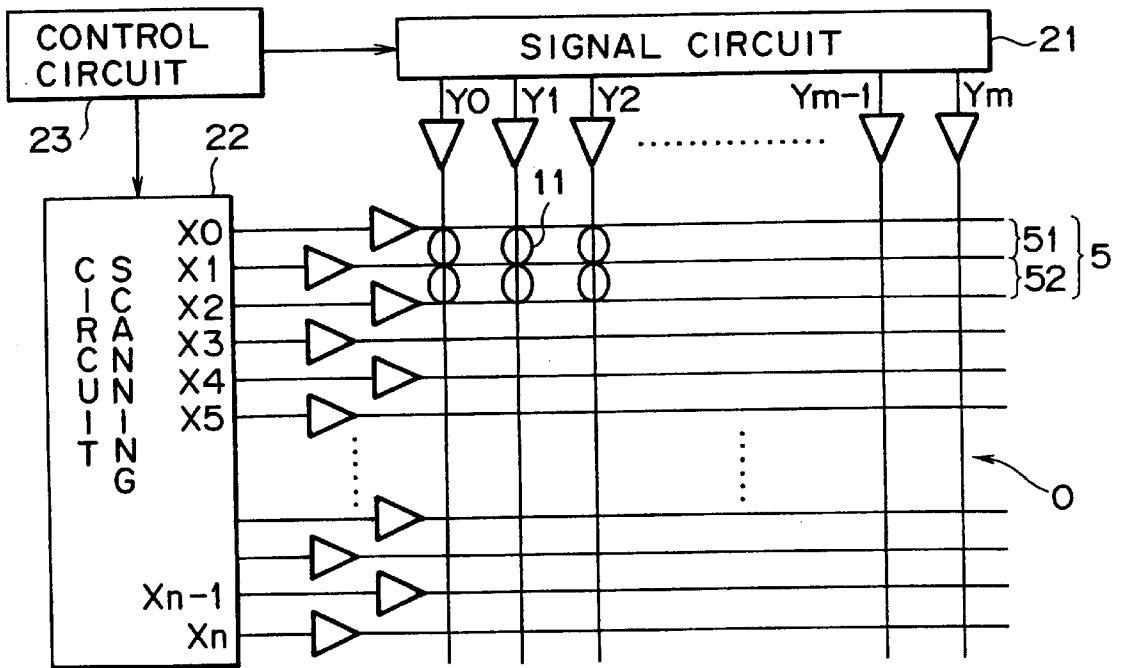 CONTROL
CIRCUIT
23
SIGNAL CIRCUIT
21
Y0 Y1 Y2 Ym-1 Ym
22
SCANNING
CIRCUIT
X0
X1
X2
X3
X4
X5
Xn-1
Xn
11
51
52
5
0